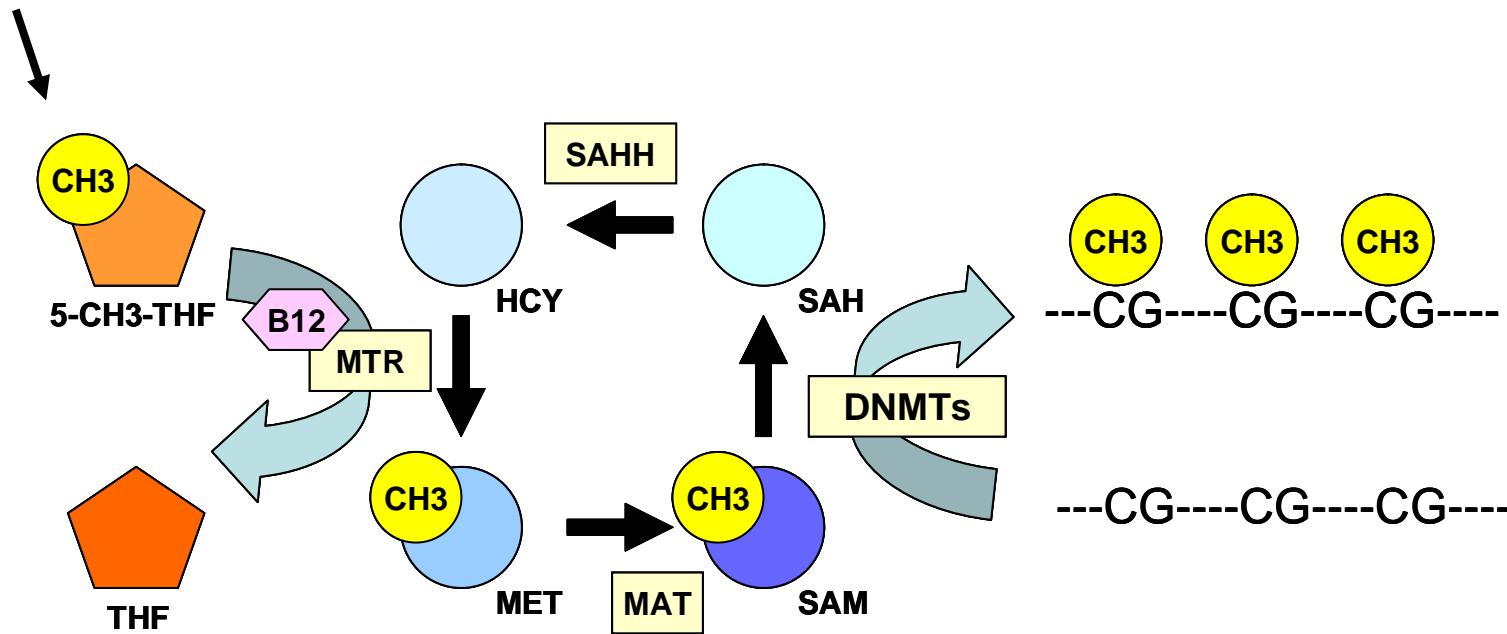 SAHH
CH3
CH3 CH3 CH3
5-CH3-THF
HCY
SAH
---CG----CG----CG----
B12
MTR
DNMTs
CH3
CH3
---CG----CG----CG----
THF
MET
MAT
SAM